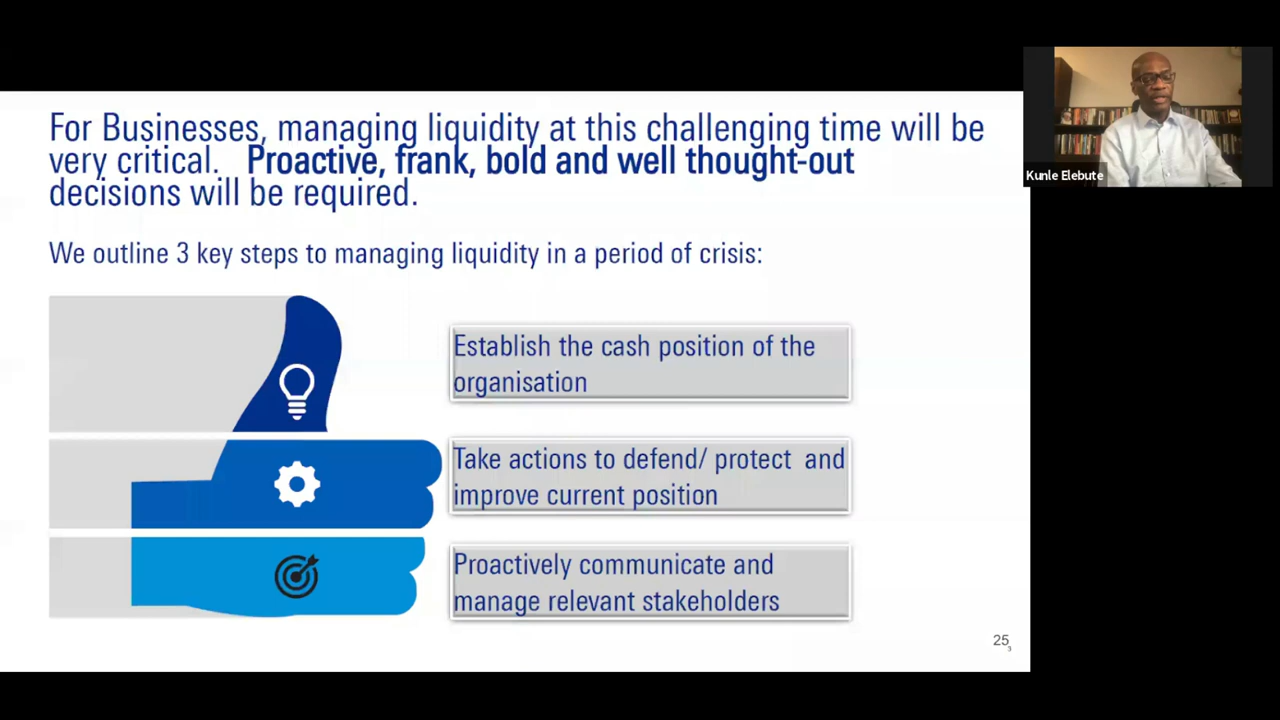 For Businesses, managing liquidity at this challenging time will be
very critical. Proactive, frank, bold and well thought-out
decisions will be required.
We outline 3 key steps to managing liquidity in a period of crisis:
Establish the cash position of the
organisation
Take actions to defend/ protect and
improve current position
Proactively communicate and
manage relevant stakeholders
25
3
Kunle Elebute